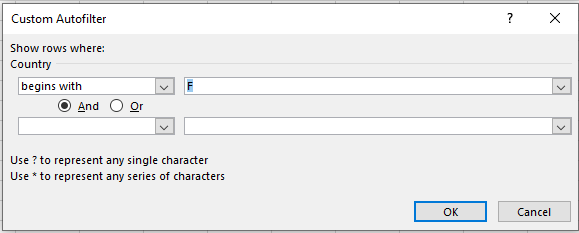 Custom Autofilter
Show rows where:
Country
begins with F
And Or
Use ? to represent any single character
Use * to represent any series of characters
OK Cancel